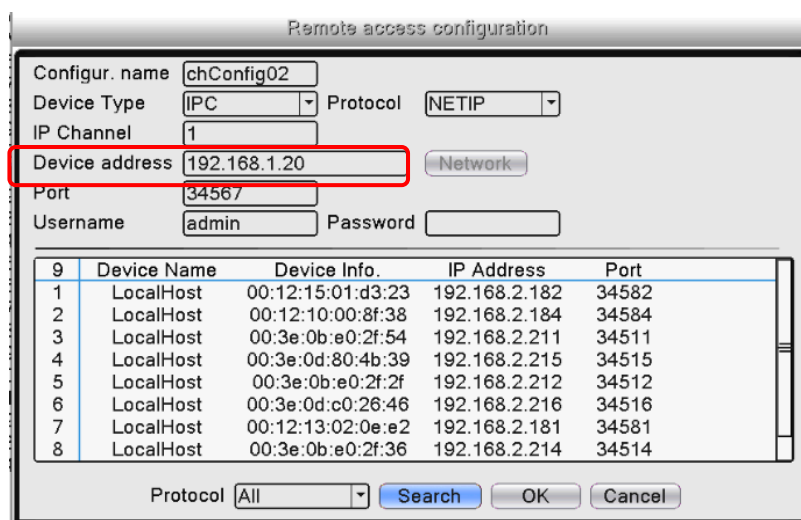 Remote access configuration
Configur. name chConfig02
Device Type IPC Protocol NETIP
IP Channel 1
Device address 192.168.1.20 Network
Port 34567
Username admin Password
9 Device Name Device Info. IP Address Port
1 LocalHost 00:12:15:01:d3:23 192.168.2.182 34582
2 LocalHost 00:12:10:00:8f:38 192.168.2.184 34584
3 LocalHost 00:3e:0b:e0:2f:54 192.168.2.211 34511
4 LocalHost 00:3e:0d:80:4b:39 192.168.2.215 34515
5 LocalHost 00:3e:0b:e0:2f:2f 192.168.2.212 34512
6 LocalHost 00:3e:0d:c0:26:46 192.168.2.216 34516
7 LocalHost 00:12:13:02:0e:e2 192.168.2.181 34581
8 LocalHost 00:3e:0b:e0:2f:36 192.168.2.214 34514
Protocol All Search OK Cancel